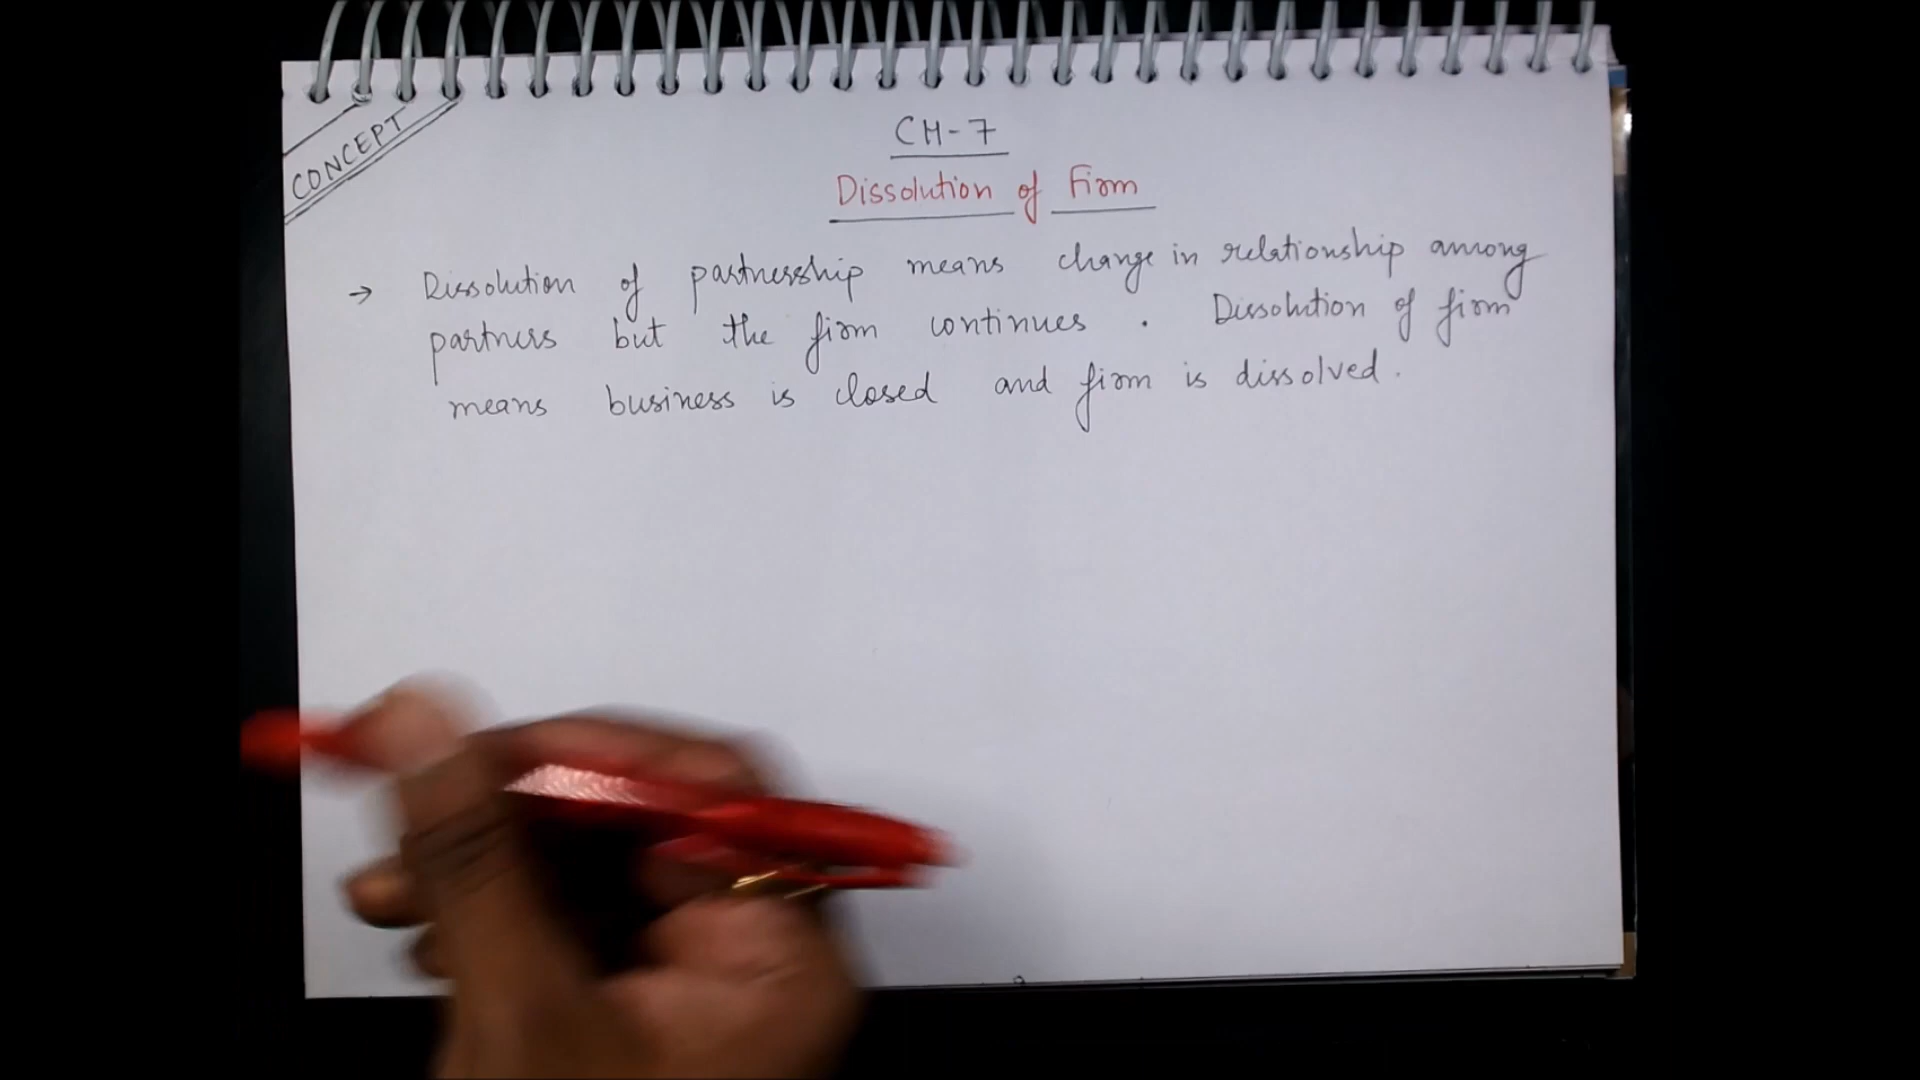 CONCEPT
CH-7
Dissolution of Firm
→ Dissolution of partnership means change in relationship among
partners but the firm continues . Dissolution of firm
means business is closed and firm is dissolved.